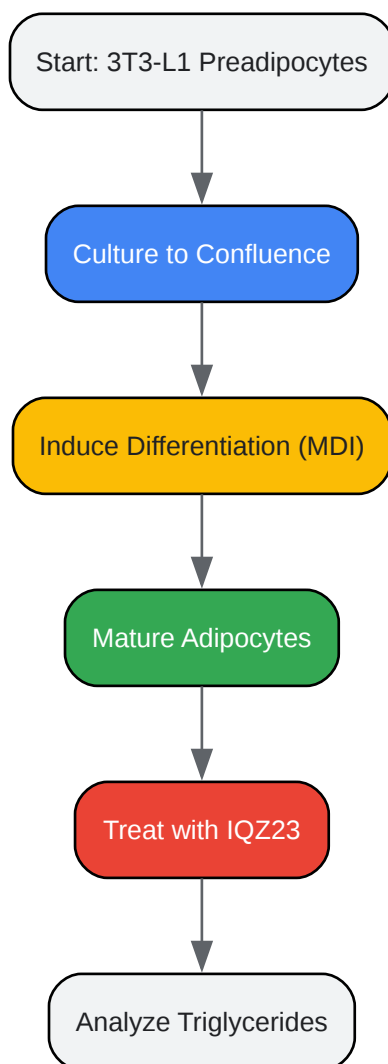 Start: 3T3-L1 Preadipocytes
Culture to Confluence
Induce Differentiation (MDI)
Mature Adipocytes
Treat with IQZ23
Analyze Triglycerides